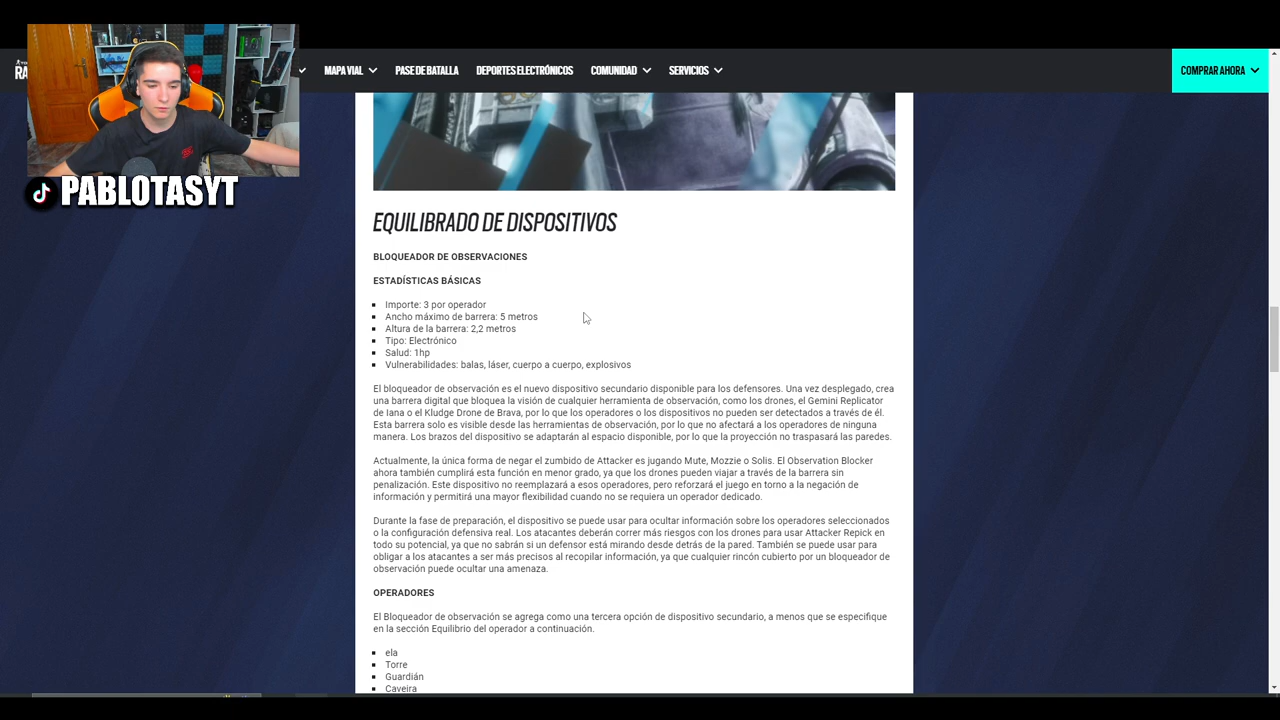 RA
MAPA VIAL
PASE DE BATALLA
DEPORTES ELECTRÓNICOS
COMUNIDAD
SERVICIOS
COMPRAR AHORA
PABLOTASYT
EQUILIBRADO DE DISPOSITIVOS
BLOQUEADOR DE OBSERVACIONES
ESTADÍSTICAS BÁSICAS
Importe: 3 por operador
Ancho máximo de barrera: 5 metros
Altura de la barrera: 2,2 metros
Tipo: Electrónico
Salud: 1hp
Vulnerabilidades: balas, láser, cuerpo a cuerpo, explosivos
El bloqueador de observación es el nuevo dispositivo secundario disponible para los defensores. Una vez desplegado, crea
una barrera digital que bloquea la visión de cualquier herramienta de observación, como los drones, el Gemini Replicator
de Iana o el Kludge Drone de Brava, por lo que los operadores o los dispositivos no pueden ser detectados a través de él.
Esta barrera solo es visible desde las herramientas de observación, por lo que no afectará a los operadores de ninguna
manera. Los brazos del dispositivo se adaptarán al espacio disponible, por lo que la proyección no traspasará las paredes.
Actualmente, la única forma de negar el zumbido de Attacker es jugando Mute, Mozzie o Solis. El Observation Blocker
ahora también cumplirá esta función en menor grado, ya que los drones pueden viajar a través de la barrera sin
penalización. Este dispositivo no reemplazará a esos operadores, pero reforzará el juego en torno a la negación de
información y permitirá una mayor flexibilidad cuando no se requiera un operador dedicado.
Durante la fase de preparación, el dispositivo se puede usar para ocultar información sobre los operadores seleccionados
o la configuración defensiva real. Los atacantes deberán correr más riesgos con los drones para usar Attacker Repick en
todo su potencial, ya que no sabrán si un defensor está mirando desde detrás de la pared. También se puede usar para
obligar a los atacantes a ser más precisos al recopilar información, ya que cualquier rincón cubierto por un bloqueador de
observación puede ocultar una amenaza.
OPERADORES
El Bloqueador de observación se agrega como una tercera opción de dispositivo secundario, a menos que se especifique
en la sección Equilibrio del operador a continuación.
ela
Torre
Guardián
Caveira